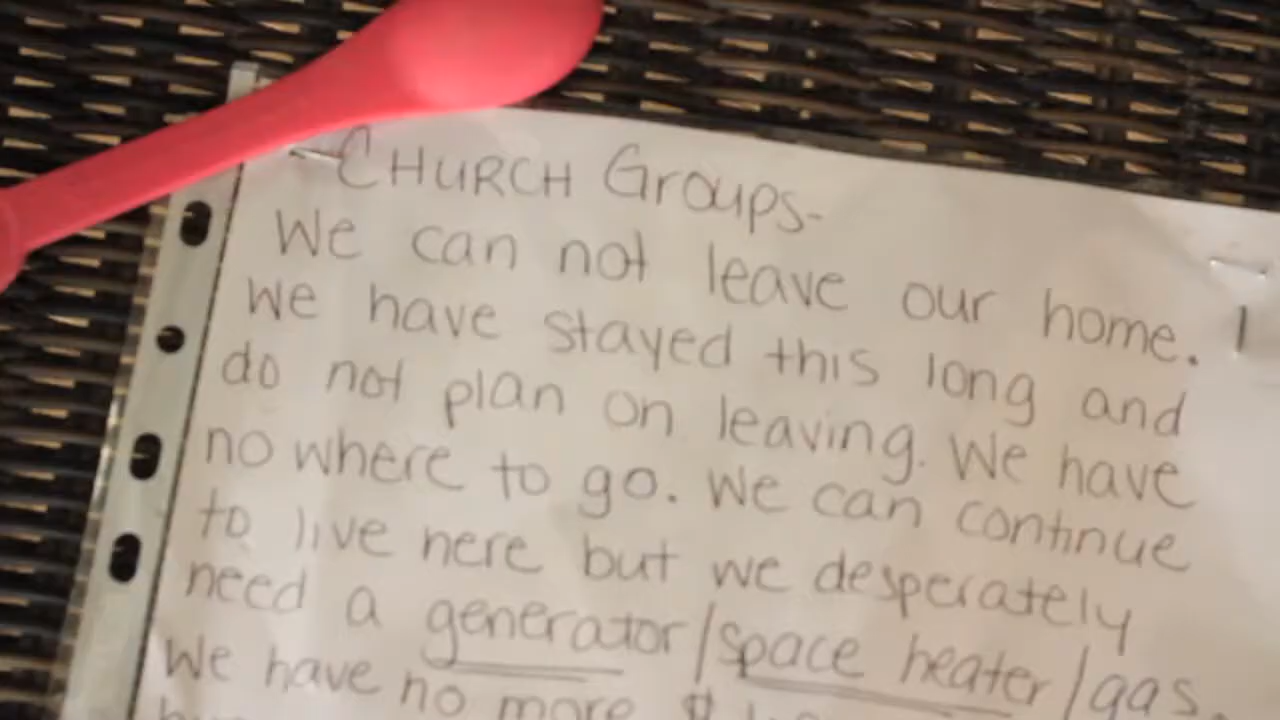 -CHURCH Groups-
We can not leave our home.
We have stayed this long and
do not plan on leaving. We have
no where to go. We can continue
to live here but we desperately
need a generator/space heater/gas.
We have no more $